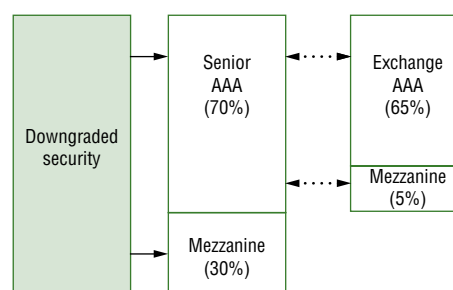 Downgraded
security
Senior
AAA
(70%)
Mezzanine
(30%)
Exchange
AAA
(65%)
Mezzanine
(5%)